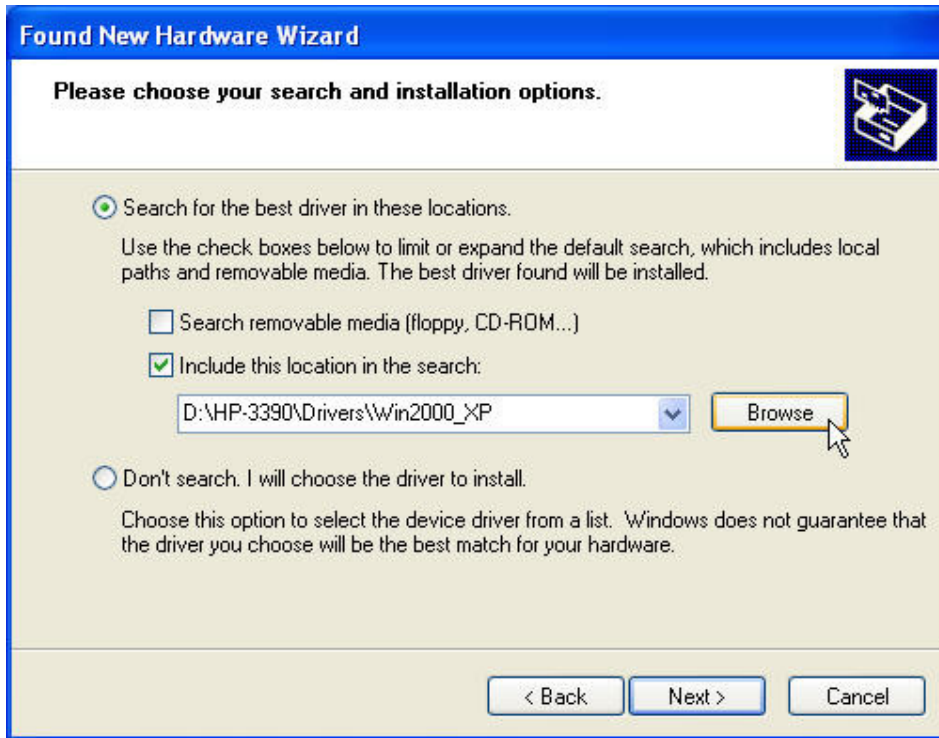 Found New Hardware Wizard
Please choose your search and installation options.
Search for the best driver in these locations.
Use the check boxes below to limit or expand the default search, which includes local
paths and removable media. The best driver found will be installed.
Search removable media (floppy, CD-ROM...)
Include this location in the search:
D:\HP-3390\Drivers\Win2000_XP
Browse
Don't search. I will choose the driver to install.
Choose this option to select the device driver from a list. Windows does not guarantee that
the driver you choose will be the best match for your hardware.
< Back Next > Cancel